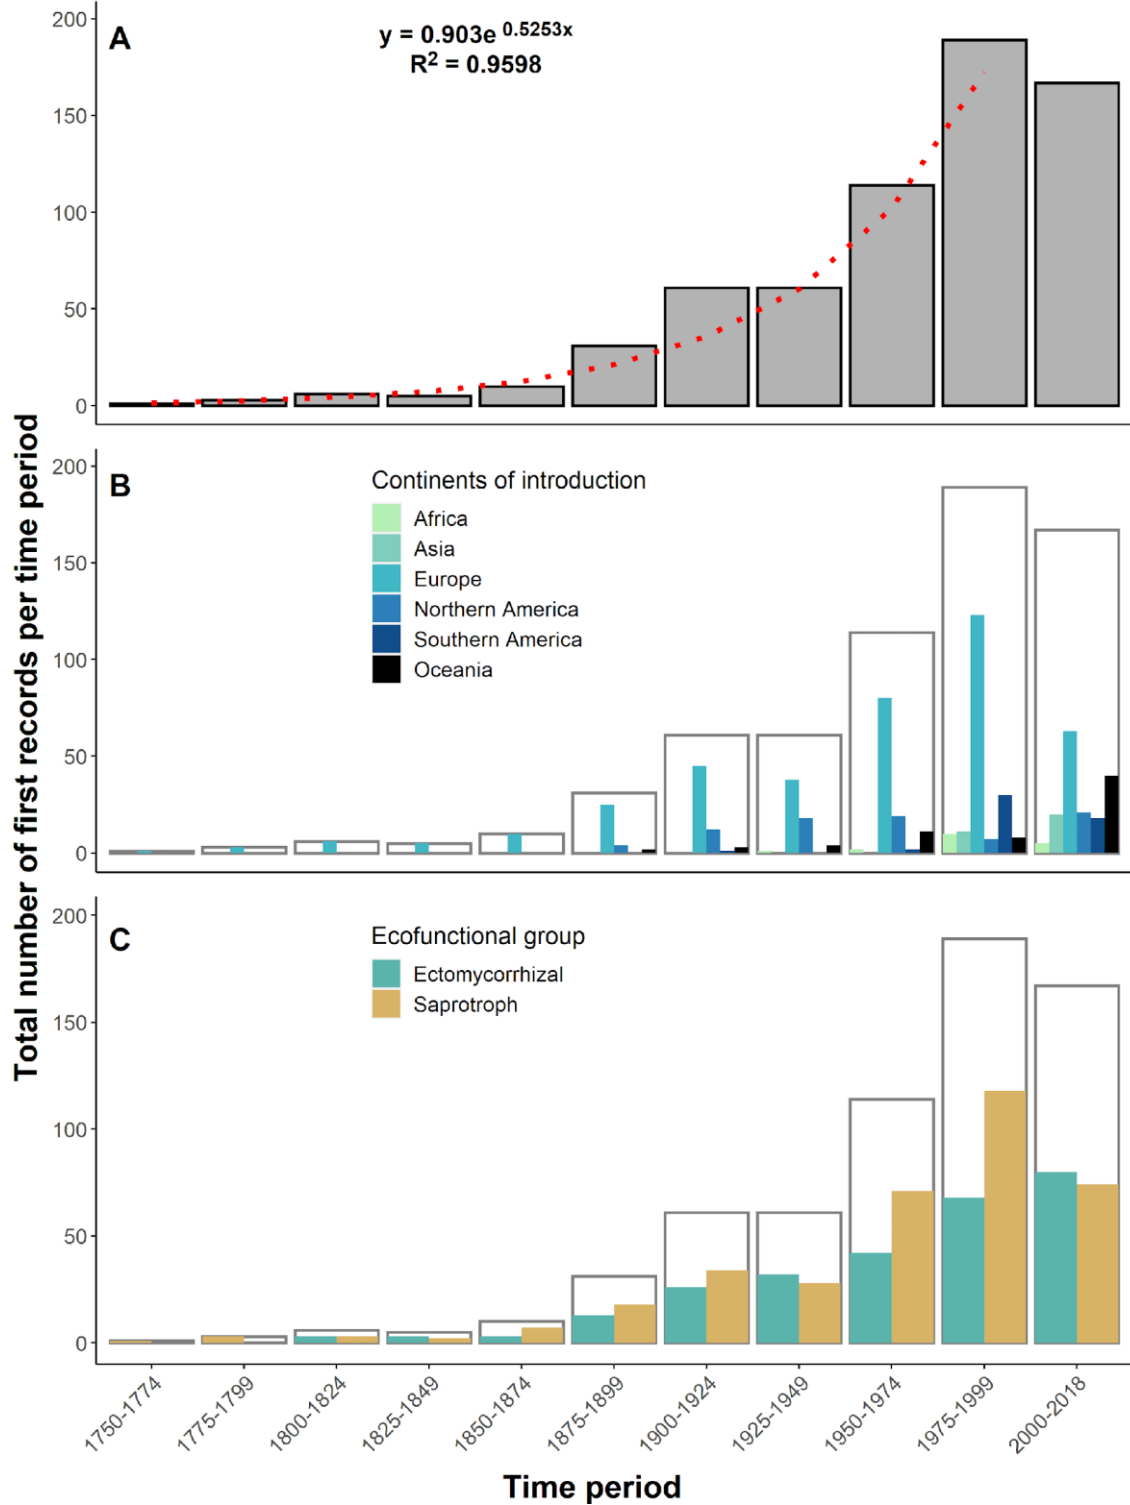 Total number of first records per time period
A
y = 0.903e 0.5253x
R2 = 0.9598
200
150
100
50
0
B
Continents of introduction
Africa
Asia
Europe
Northern America
Southern America
Oceania
200
150
100
50
0
C
Ecofunctional group
Ectomycorrhizal
Saprotroph
200
150
100
50
0
1750-1774
1775-1799
1800-1824
1825-1849
1850-1874
1875-1899
1900-1924
1925-1949
1950-1974
1975-1999
2000-2018
Time period